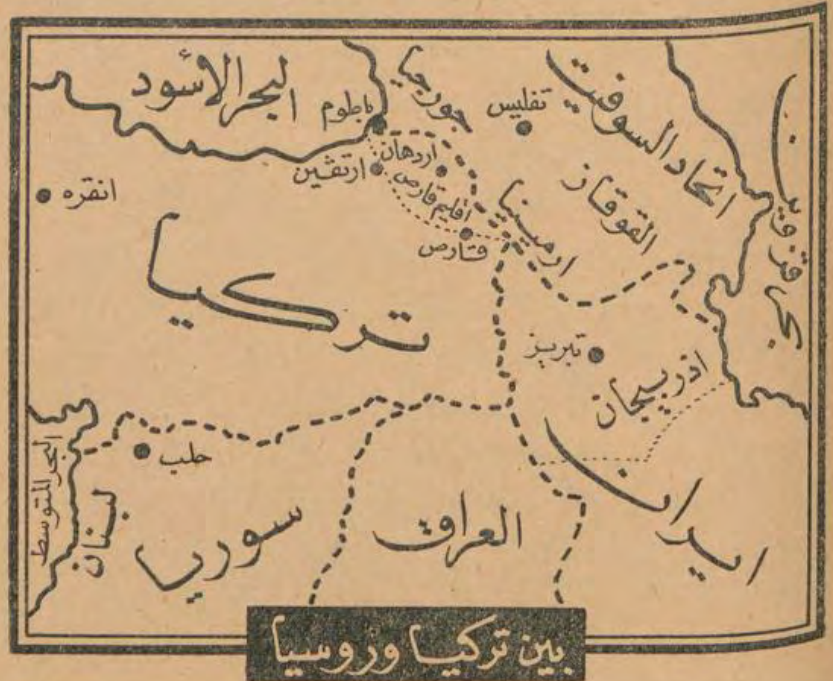 البحر الأسود
باطوم
جورجيا
تفليس
اتحاد السوفيت
بحر قزوين
انقره
ارتڤين
اردهان
اقليم قارص
قارص
ارمينيا
القوقاز
تركيا
تبريز
اذربيجان
ايران
البحر المتوسط
لبنان
حلب
سوريا
العراق
بين تركيا وروسيا